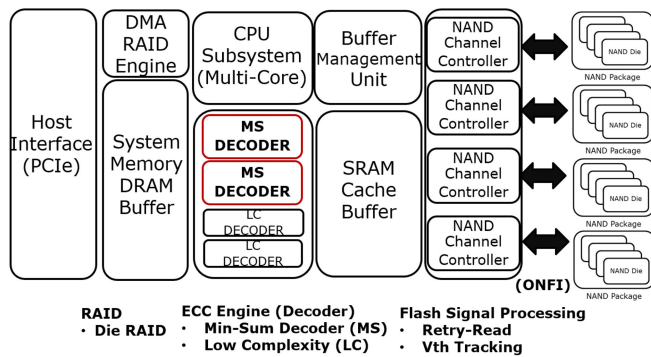 DMA
RAID
Engine
CPU
Subsystem
(Multi-Core)
Buffer
Management
Unit
NAND
Channel
Controller
NAND Die
NAND Package
Host
Interface
(PCIe)
System
Memory
DRAM
Buffer
MS
DECODER
MS
DECODER
LC
DECODER
LC
DECODER
SRAM
Cache
Buffer
NAND
Channel
Controller
NAND Die
NAND Package
NAND
Channel
Controller
NAND Die
NAND Package
NAND
Channel
Controller
NAND Die
NAND Package
(ONFI)
RAID
• Die RAID
ECC Engine (Decoder)
• Min-Sum Decoder (MS)
• Low Complexity (LC)
Flash Signal Processing
• Retry-Read
• Vth Tracking